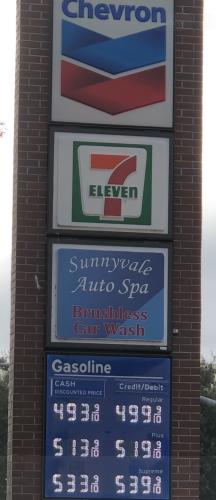 Chevron
7
ELEVEN
Sunnyvale
Auto Spa
Brushless
Car Wash
Gasoline
CASH
DISCOUNTED PRICE
Credit/Debit
Regular
493 9/10 499 9/10
Plus
513 9/10 519 9/10
Supreme
533 9/10 539 9/10